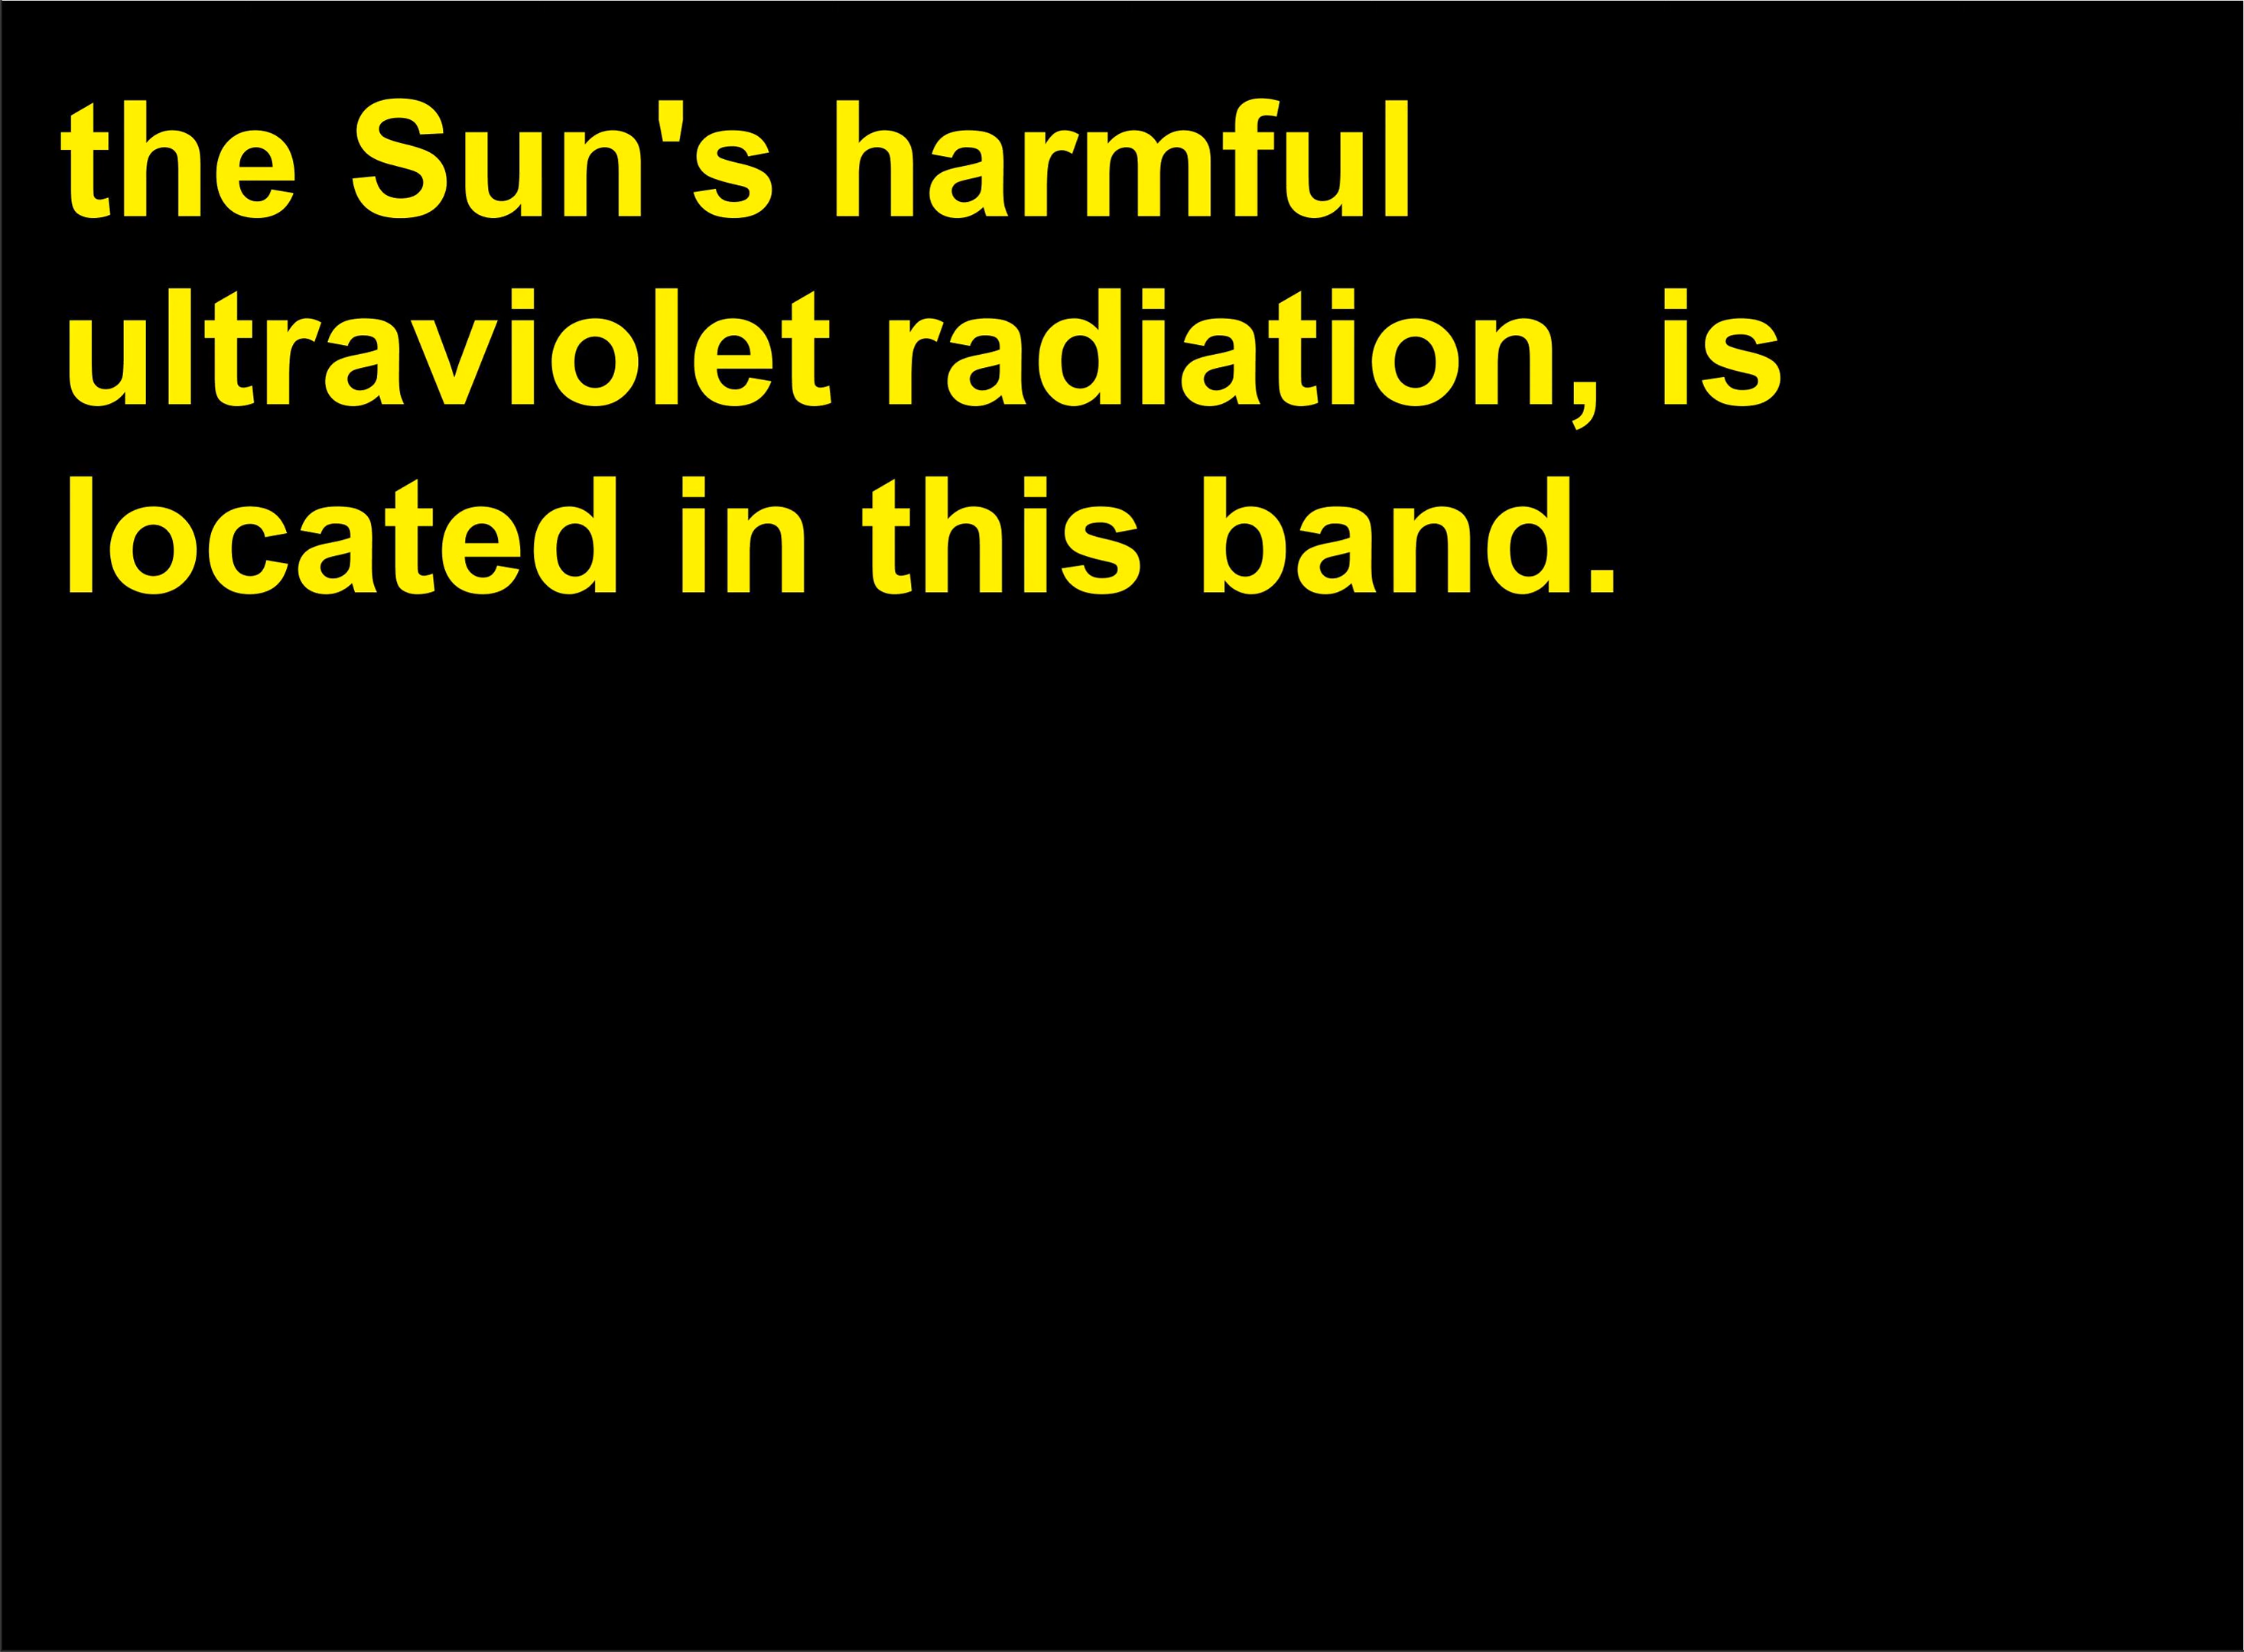 the Sun's harmful
ultraviolet radiation, is
located in this band.